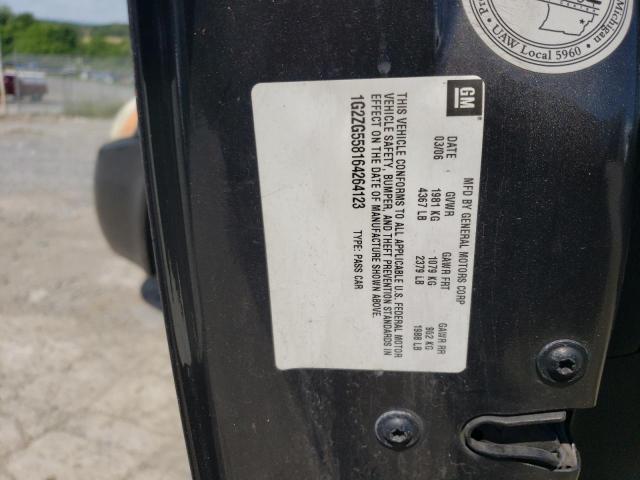 GM
MFD BY GENERAL MOTORS CORP
DATE GVWR GAWR FRT GAWR RR
03/06 1981 KG 1079 KG 902 KG
4367 LB 2379 LB 1988 LB
THIS VEHICLE CONFORMS TO ALL APPLICABLE U.S. FEDERAL MOTOR
VEHICLE SAFETY, BUMPER, AND THEFT PREVENTION STANDARDS IN
EFFECT ON THE DATE OF MANUFACTURE SHOWN ABOVE.
1G2ZG558164264123 TYPE: PASS CAR
Michigan
UAW Local 5960